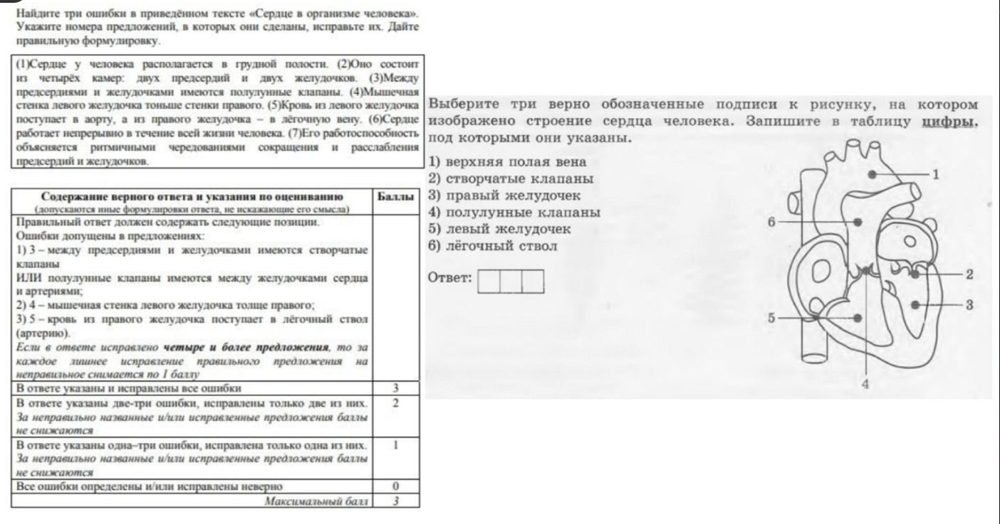 Найдите три ошибки в приведённом тексте «Сердце в организме человека».
Укажите номера предложений, в которых они сделаны, исправьте их. Дайте
правильную формулировку.
(1)Сердце у человека располагается в грудной полости. (2)Оно состоит
из четырёх камер: двух предсердий и двух желудочков. (3)Между
предсердиями и желудочками имеются полулунные клапаны. (4)Мышечная
стенка левого желудочка тоньше стенки правого. (5)Кровь из левого желудочка
поступает в аорту, а из правого желудочка – в лёгочную вену. (6)Сердце
работает непрерывно в течение всей жизни человека. (7)Его работоспособность
объясняется ритмичными чередованиями сокращения и расслабления
предсердий и желудочков.
Содержание верного ответа и указания по оцениванию Баллы
(допускаются иные формулировки ответа, не искажающие его смысла)
Правильный ответ должен содержать следующие позиции.
Ошибки допущены в предложениях:
1) 3 – между предсердиями и желудочками имеются створчатые
клапаны
ИЛИ полулунные клапаны имеются между желудочками сердца
и артериями;
2) 4 – мышечная стенка левого желудочка толще правого;
3) 5 – кровь из правого желудочка поступает в лёгочный ствол
(артерию).
Если в ответе исправлено четыре и более предложения, то за
каждое лишнее исправление правильного предложения на
неправильное снимается по 1 баллу
В ответе указаны и исправлены все ошибки 3
В ответе указаны две-три ошибки, исправлены только две из них. 2
За неправильно названные и/или исправленные предложения баллы
не снижаются
В ответе указаны одна–три ошибки, исправлена только одна из них. 1
За неправильно названные и/или исправленные предложения баллы
не снижаются
Все ошибки определены и/или исправлены неверно 0
Максимальный балл 3
Выберите три верно обозначенные подписи к рисунку, на котором
изображено строение сердца человека. Запишите в таблицу цифры,
под которыми они указаны.
1) верхняя полая вена
2) створчатые клапаны
3) правый желудочек
4) полулунные клапаны
5) левый желудочек
6) лёгочный ствол
Ответ:
1
6
2
3
5
4